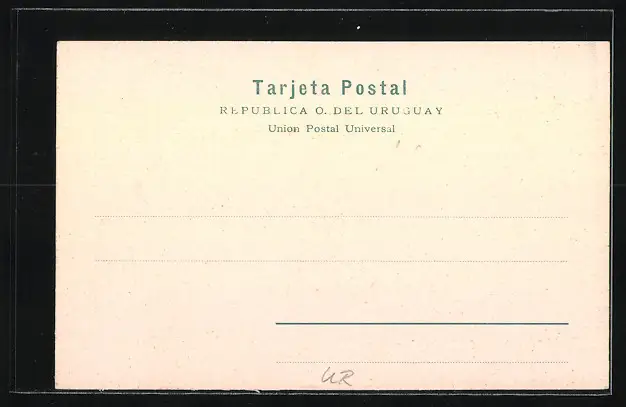 Tarjeta Postal
REPUBLICA O. DEL URUGUAY
Union Postal Universal
UR